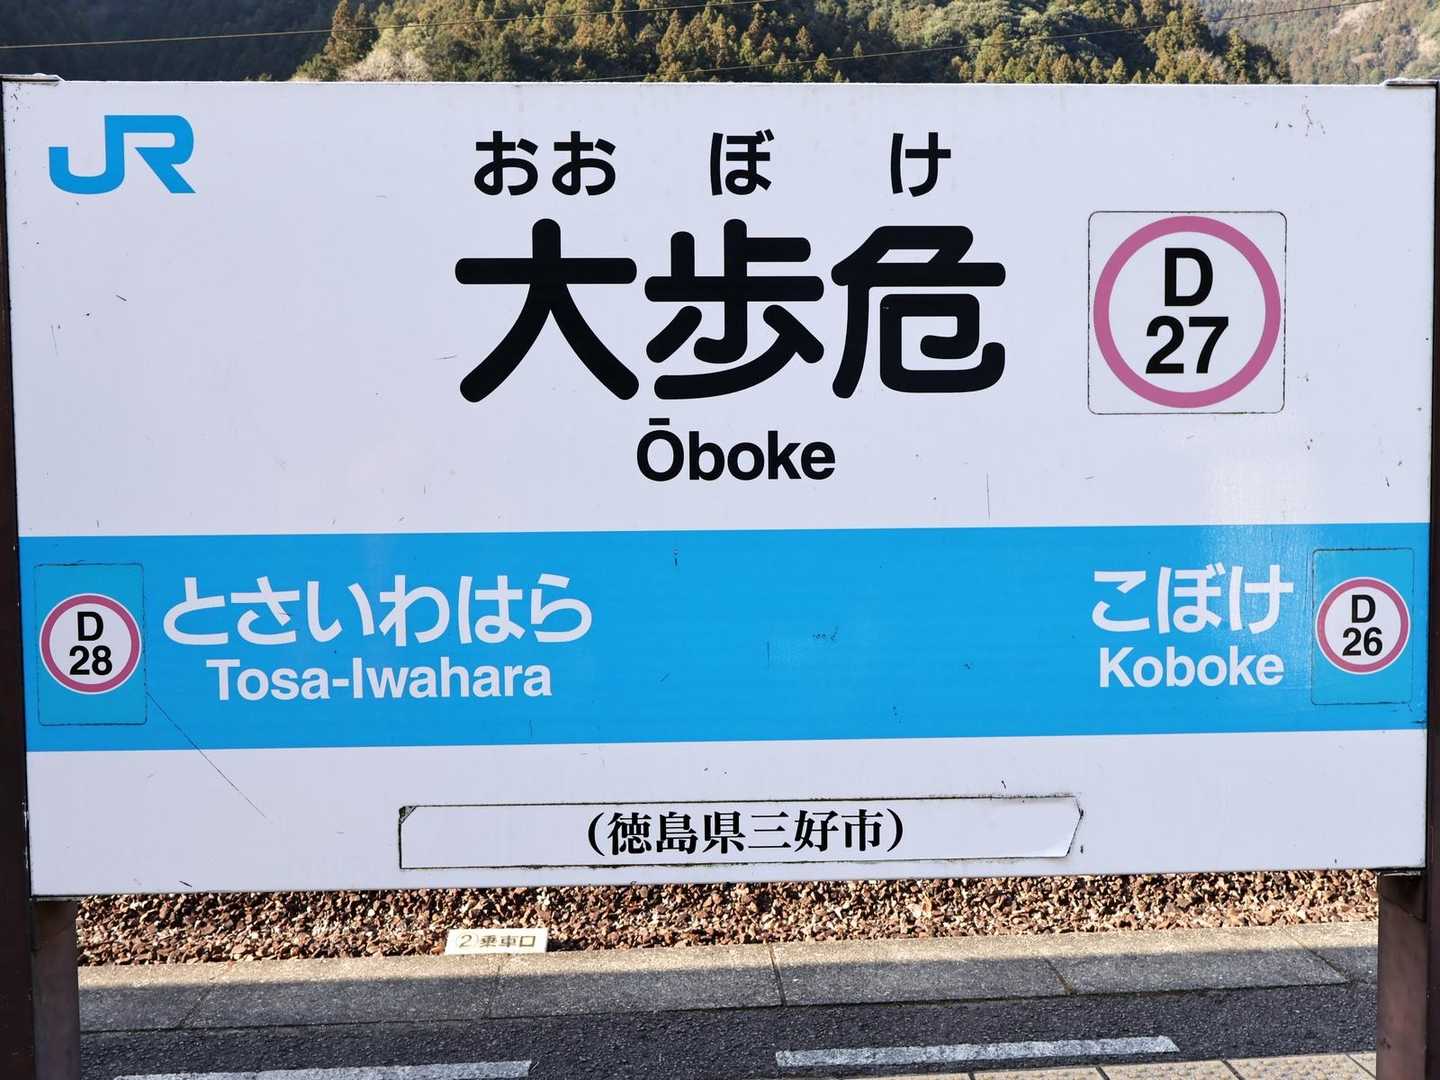 JR
おおぼけ
大歩危
Ōboke
D
27
D
28
とさいわはら
Tosa-Iwahara
こぼけ
Koboke
D
26
(徳島県三好市)
②乗車口